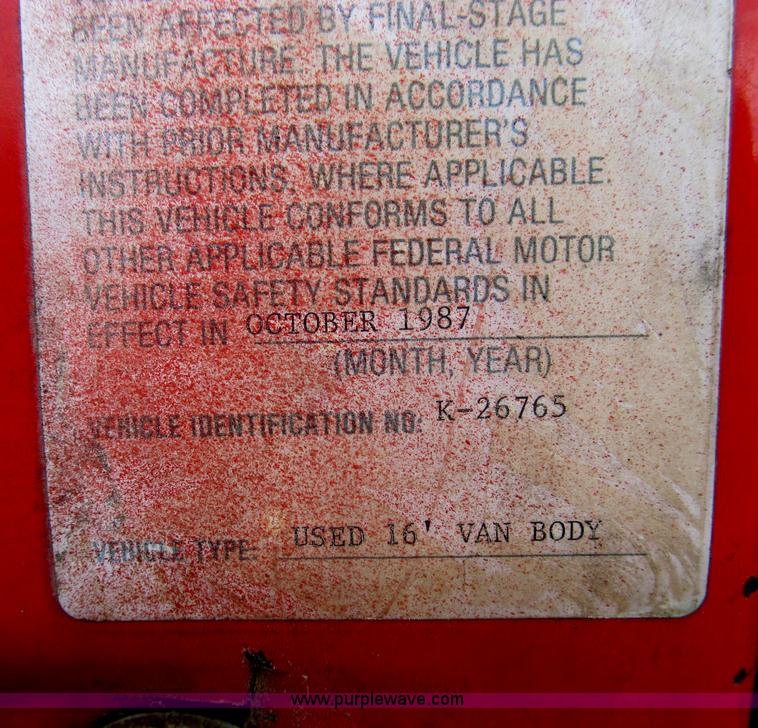 BEEN AFFECTED BY FINAL-STAGE
MANUFACTURE. THE VEHICLE HAS
BEEN COMPLETED IN ACCORDANCE
WITH PRIOR MANUFACTURER'S
INSTRUCTIONS, WHERE APPLICABLE.
THIS VEHICLE CONFORMS TO ALL
OTHER APPLICABLE FEDERAL MOTOR
VEHICLE SAFETY STANDARDS IN
EFFECT IN OCTOBER 1987
(MONTH, YEAR)
VEHICLE IDENTIFICATION NO: K-26765
VEHICLE TYPE: USED 16' VAN BODY
www.purplewave.com